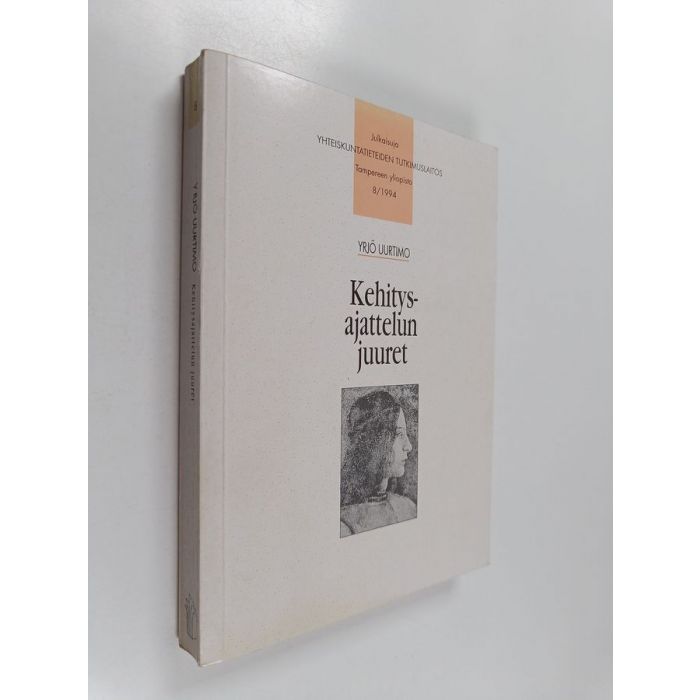 Julkaisuja
YHTEISKUNTATIETEIDEN TUTKIMUSLAITOS
Tampereen yliopisto
8/1994
YRJÖ UURTIMO
Kehitys-
ajattelun
juuret
YRJÖ UURTIMO Kehitysajattelun juuret